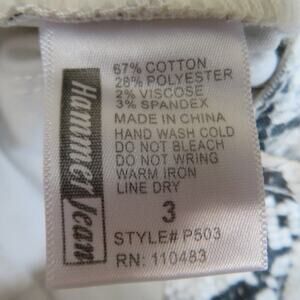 67% COTTON
28% POLYESTER
2% VISCOSE
3% SPANDEX
MADE IN CHINA
HAND WASH COLD
DO NOT BLEACH
DO NOT WRING
WARM IRON
LINE DRY
3
STYLE# P503
RN: 110483
Hammer Jean